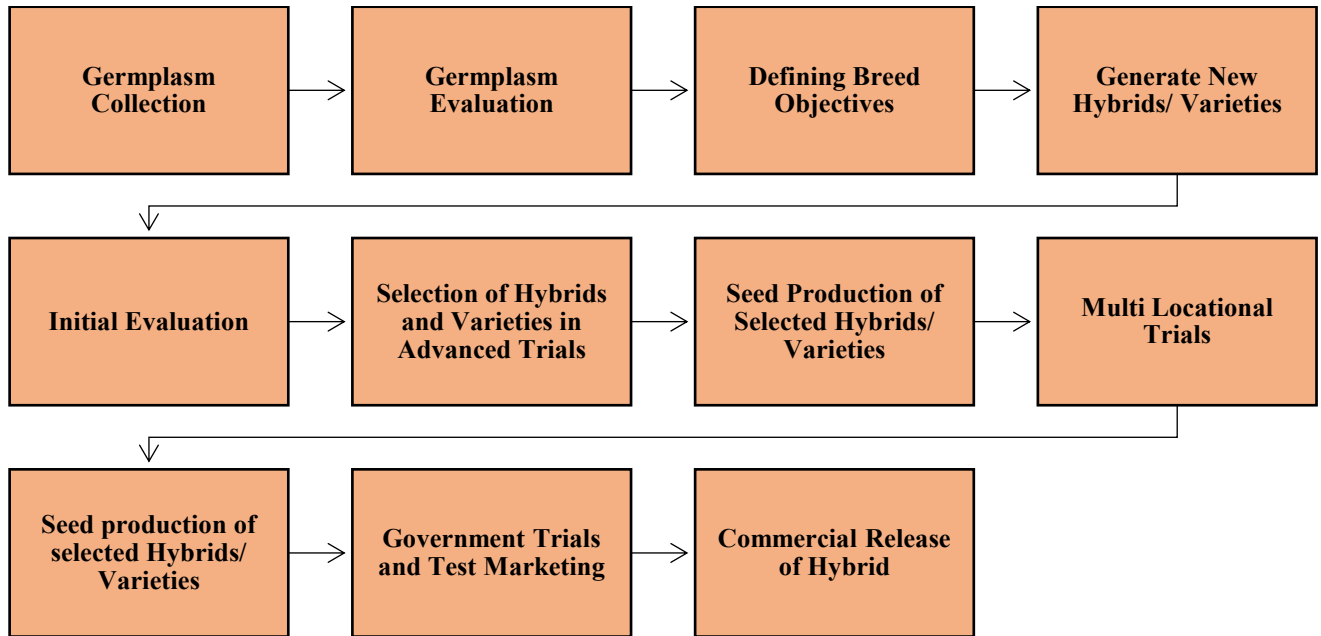 Germplasm
Collection
Germplasm
Evaluation
Defining Breed
Objectives
Generate New
Hybrids/ Varieties
Initial Evaluation
Selection of Hybrids
and Varieties in
Advanced Trials
Seed Production of
Selected Hybrids/
Varieties
Multi Locational
Trials
Seed production of
selected Hybrids/
Varieties
Government Trials
and Test Marketing
Commercial Release
of Hybrid